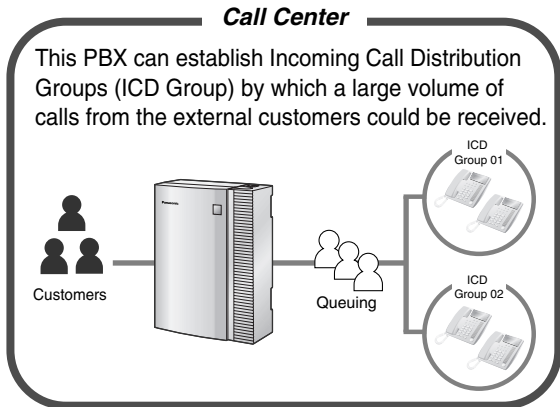 Call Center
This PBX can establish Incoming Call Distribution
Groups (ICD Group) by which a large volume of
calls from the external customers could be received.
ICD
Group 01
Panasonic
Customers
Queuing
ICD
Group 02